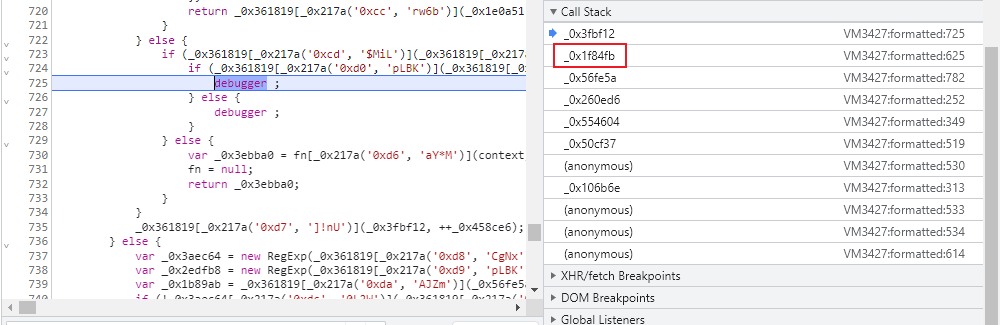 720 return _0x361819[_0x217a('0xcc', 'rw6b')](_0x1e0a51
721 }
722 } else {
723 if (_0x361819[_0x217a('0xcd', '$MiL')](_0x361819[_0x217a
724 if (_0x361819[_0x217a('0xd0', 'pLBK')](_0x361819[_0x
725 debugger ;
726 } else {
727 debugger ;
728 }
729 } else {
730 var _0x3ebba0 = fn[_0x217a('0xd6', 'aY*M')](context
731 fn = null;
732 return _0x3ebba0;
733 }
734 }
735 _0x361819[_0x217a('0xd7', ']!nU')](_0x3fbf12, ++_0x458ce6);
736 } else {
737 var _0x3aec64 = new RegExp(_0x361819[_0x217a('0xd8', 'CgNx'
738 var _0x2edfb8 = new RegExp(_0x361819[_0x217a('0xd9', 'pLBK'
739 var _0x1b89ab = _0x361819[_0x217a('0xda', 'AJZm')](_0x56fe5a
740
Call Stack
_0x3fbf12 VM3427:formatted:725
_0x1f84fb VM3427:formatted:625
_0x56fe5a VM3427:formatted:782
_0x260ed6 VM3427:formatted:252
_0x554604 VM3427:formatted:349
_0x50cf37 VM3427:formatted:519
(anonymous) VM3427:formatted:530
_0x106b6e VM3427:formatted:313
(anonymous) VM3427:formatted:533
(anonymous) VM3427:formatted:534
(anonymous) VM3427:formatted:614
XHR/fetch Breakpoints
DOM Breakpoints
Global Listeners